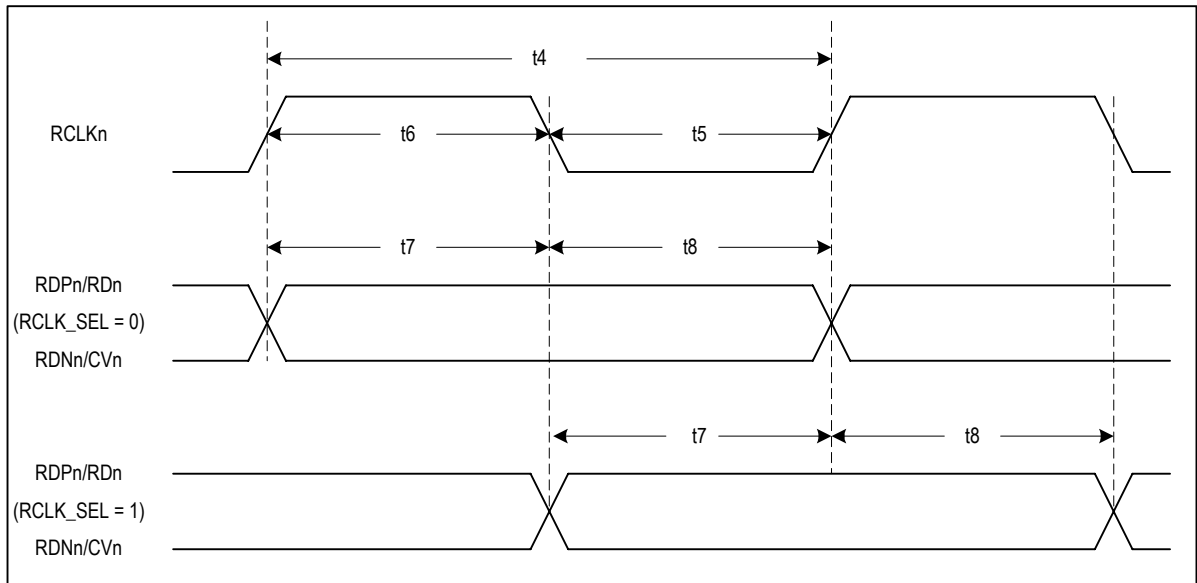 t4
RCLKn
t6
t5
t7
t8
RDPn/RDn
(RCLK_SEL = 0)
RDNn/CVn
t7
t8
RDPn/RDn
(RCLK_SEL = 1)
RDNn/CVn